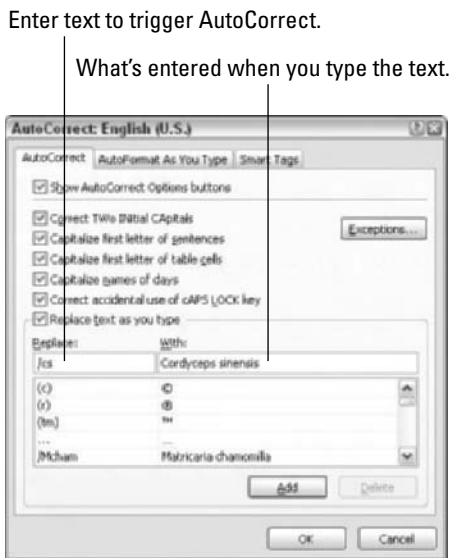 Enter text to trigger AutoCorrect.
What's entered when you type the text.
AutoCorrect: English (U.S.)
AutoCorrect AutoFormat As You Type Smart Tags
Show AutoCorrect Options buttons
Correct TWo INitial CApitals
Exceptions...
Capitalize first letter of sentences
Capitalize first letter of table cells
Capitalize names of days
Correct accidental use of cAPS LOCK key
Replace text as you type
Replace: With:
/cs Cordyceps sinensis
(c) ©
(r) ®
(tm) ™
... ...
/Mcham Matricaria chamomilla
Add Delete
OK Cancel